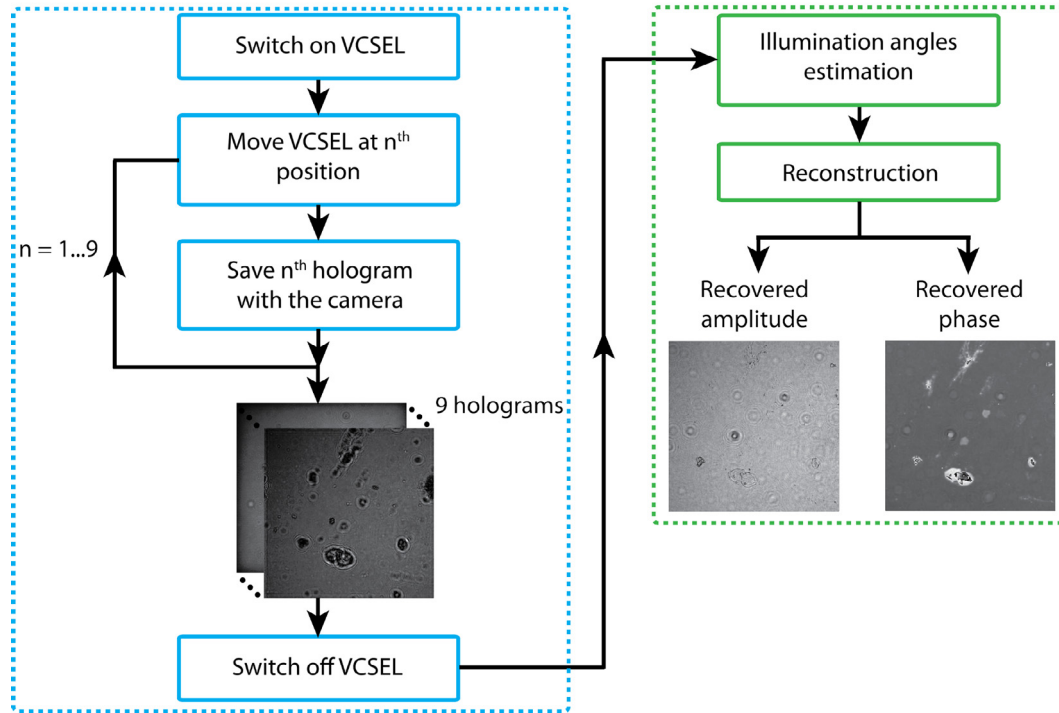 Switch on VCSEL
Move VCSEL at nth
position
n = 1...9
Save nth hologram
with the camera
9 holograms
Switch off VCSEL
Illumination angles
estimation
Reconstruction
Recovered
amplitude
Recovered
phase